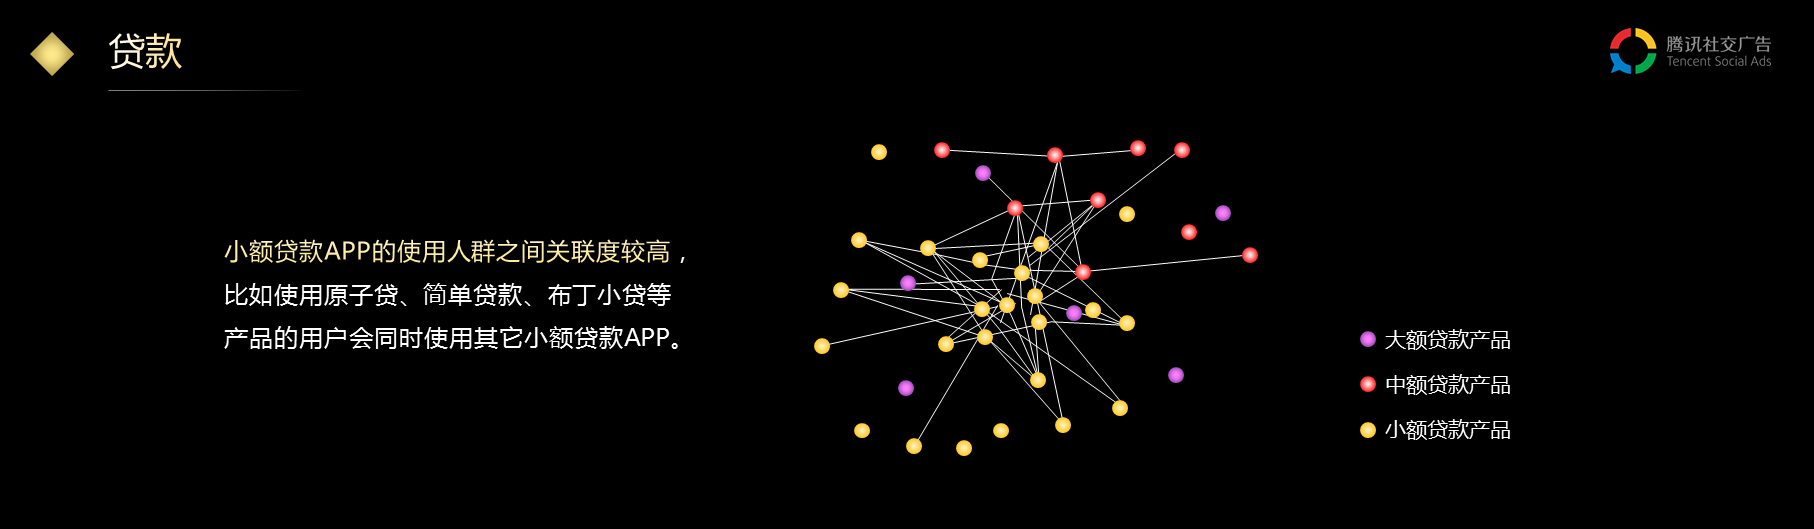 贷款
腾讯社交广告
Tencent Social Ads
小额贷款APP的使用人群之间关联度较高，
比如使用原子贷、简单贷款、布丁小贷等
产品的用户会同时使用其它小额贷款APP。
大额贷款产品
中额贷款产品
小额贷款产品